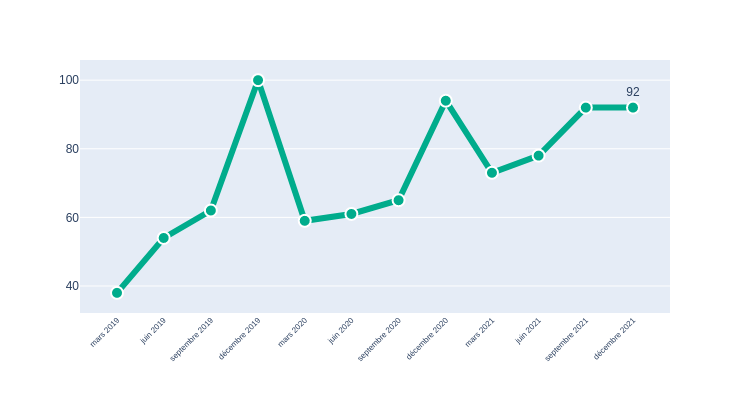 100
80
60
40
92
mars 2019
juin 2019
septembre 2019
décembre 2019
mars 2020
juin 2020
septembre 2020
décembre 2020
mars 2021
juin 2021
septembre 2021
décembre 2021